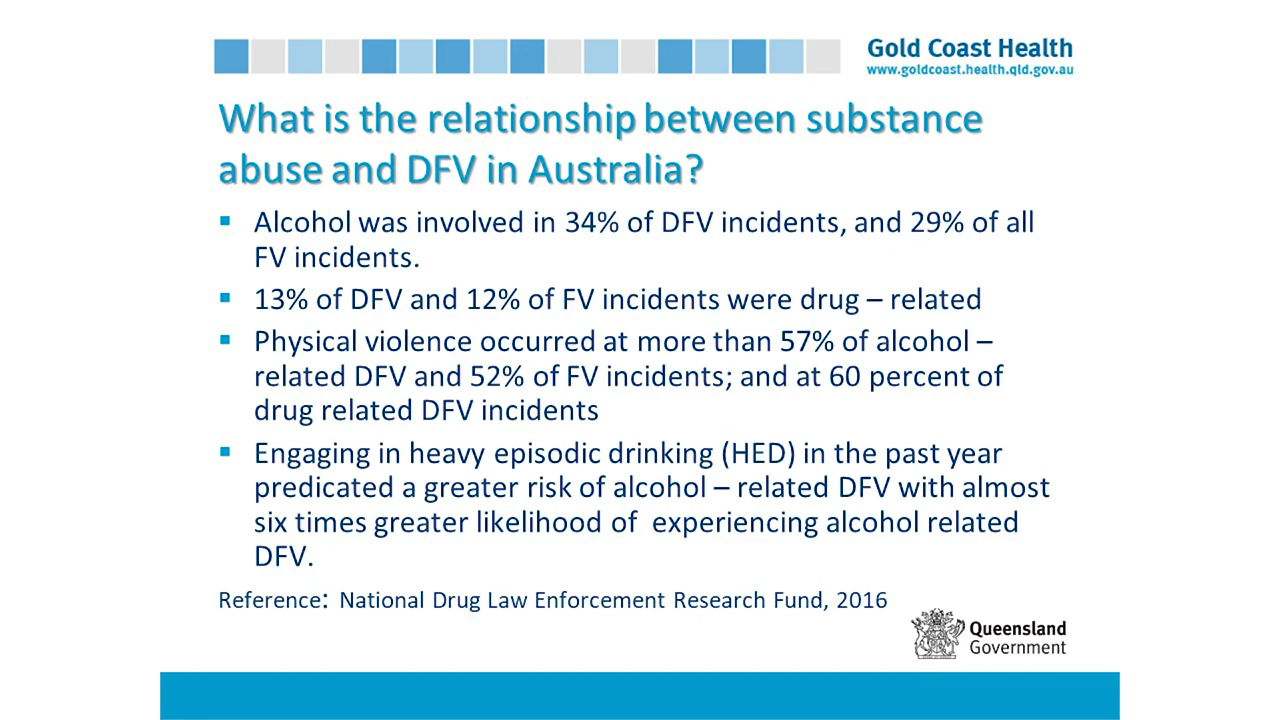 Gold Coast Health
www.goldcoast.health.qld.gov.au
What is the relationship between substance
abuse and DFV in Australia?
▪ Alcohol was involved in 34% of DFV incidents, and 29% of all
FV incidents.
▪ 13% of DFV and 12% of FV incidents were drug – related
▪ Physical violence occurred at more than 57% of alcohol –
related DFV and 52% of FV incidents; and at 60 percent of
drug related DFV incidents
▪ Engaging in heavy episodic drinking (HED) in the past year
predicated a greater risk of alcohol – related DFV with almost
six times greater likelihood of  experiencing alcohol related
DFV.
Reference: National Drug Law Enforcement Research Fund, 2016
Queensland
Government